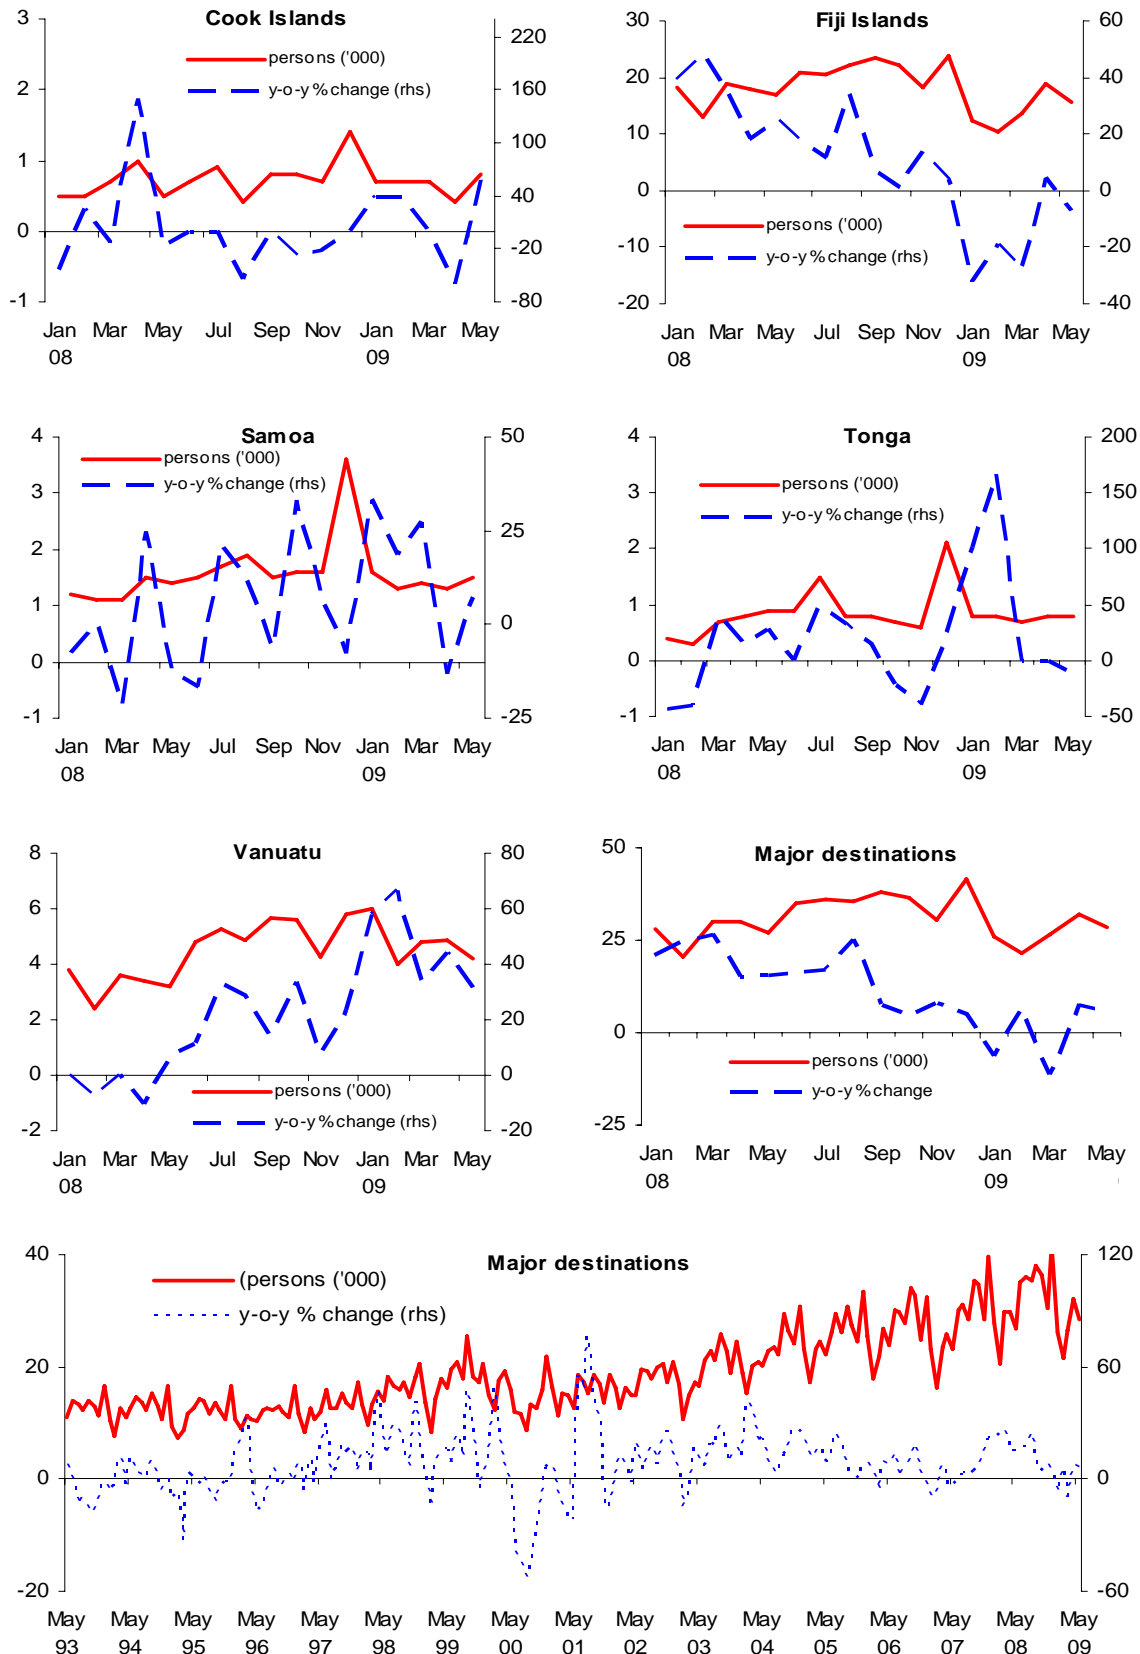 Cook Islands
3
2
1
0
-1
220
160
100
40
-20
-80
persons ('000)
y-o-y % change (rhs)
Jan Mar May Jul Sep Nov Jan Mar May
08 09
Fiji Islands
30
20
10
0
-10
-20
60
40
20
0
-20
-40
persons ('000)
y-o-y % change (rhs)
Jan Mar May Jul Sep Nov Jan Mar May
08 09
Samoa
4
3
2
1
0
-1
50
25
0
-25
persons ('000)
y-o-y % change (rhs)
Jan Mar May Jul Sep Nov Jan Mar May
08 09
Tonga
4
3
2
1
0
-1
200
150
100
50
0
-50
persons ('000)
y-o-y % change (rhs)
Jan Mar May Jul Sep Nov Jan Mar May
08 09
Vanuatu
8
6
4
2
0
-2
80
60
40
20
0
-20
persons ('000)
y-o-y % change (rhs)
Jan Mar May Jul Sep Nov Jan Mar May
08 09
Major destinations
50
25
0
-25
persons ('000)
y-o-y % change
Jan Mar May Jul Sep Nov Jan Mar May
08 09
Major destinations
40
20
0
-20
120
60
0
-60
(persons ('000)
y-o-y % change (rhs)
May May May May May May May May May May May May May May May May May
93 94 95 96 97 98 99 00 01 02 03 04 05 06 07 08 09